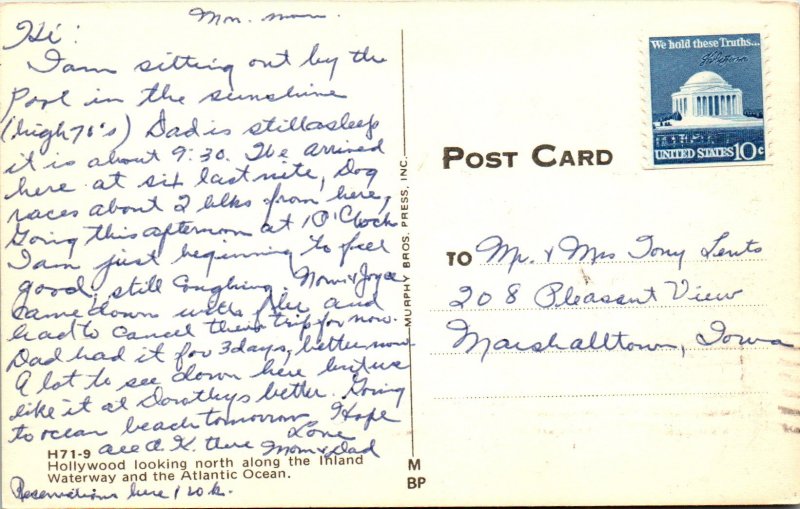 Mon. morn.
Hi:
I am sitting out by the
Pool in the sunshine
(high 70's) Dad is still asleep
it is about 9:30. We arrived
here at six last nite, Dog
races about 2 blks from here,
Going this afternoon at 1 O'Clock
I am just beginning to feel
good, still coughing. Norm & Joyce
came down with flu and
had to cancel their trip for now.
Dad had it for 3 days, better now
A lot to see down here but we
like it at Dorothys better. Going
to ocean beach tomorrow Hope
all O.K. there Love
Mom & Dad
H71-9
Hollywood looking north along the Inland
Waterway and the Atlantic Ocean.
Reservations here 1 wk.
MURPHY BROS. PRESS, INC.
M
BP
We hold these Truths...
UNITED STATES 10c
POST CARD
TO Mr. & Mrs Tony Lents
208 Pleasant View
Marshalltown, Iowa